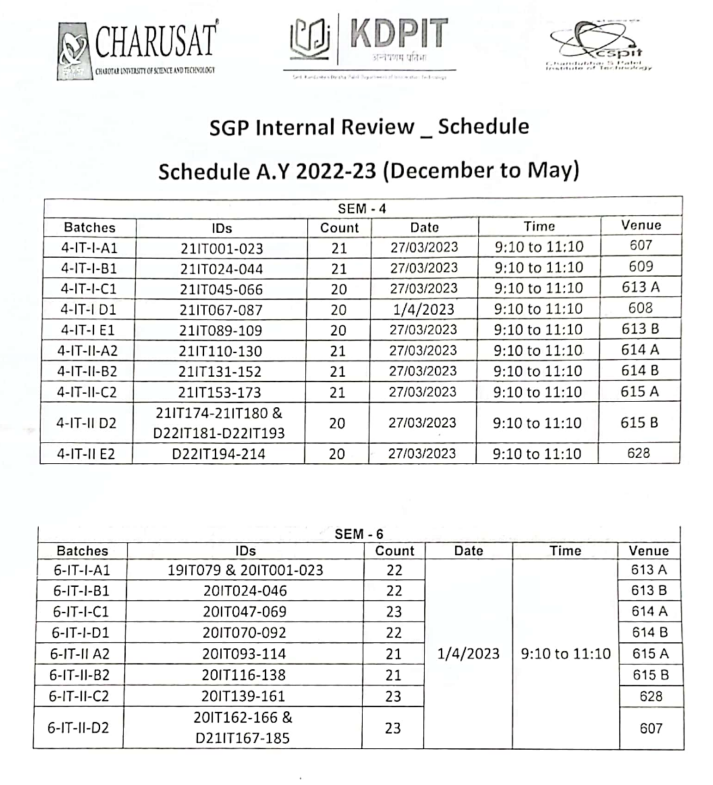 CHARUSAT
CHAROTAR UNIVERSITY OF SCIENCE AND TECHNOLOGY
KDPIT
cspit
Chandubhai S Patel
Institute of Technology
SGP Internal Review _ Schedule
Schedule A.Y 2022-23 (December to May)
SEM - 4
Batches IDs Count Date Time Venue
4-IT-I-A1 21IT001-023 21 27/03/2023 9:10 to 11:10 607
4-IT-I-B1 21IT024-044 21 27/03/2023 9:10 to 11:10 609
4-IT-I-C1 21IT045-066 20 27/03/2023 9:10 to 11:10 613 A
4-IT-I D1 21IT067-087 20 1/4/2023 9:10 to 11:10 608
4-IT-I E1 21IT089-109 20 27/03/2023 9:10 to 11:10 613 B
4-IT-II-A2 21IT110-130 21 27/03/2023 9:10 to 11:10 614 A
4-IT-II-B2 21IT131-152 21 27/03/2023 9:10 to 11:10 614 B
4-IT-II-C2 21IT153-173 21 27/03/2023 9:10 to 11:10 615 A
21IT174-21IT180 &
4-IT-II D2 20 27/03/2023 9:10 to 11:10 615 B
D22IT181-D22IT193
4-IT-II E2 D22IT194-214 20 27/03/2023 9:10 to 11:10 628
SEM - 6
Batches IDs Count Date Time Venue
6-IT-I-A1 19IT079 & 20IT001-023 22 613 A
6-IT-I-B1 20IT024-046 22 613 B
6-IT-I-C1 20IT047-069 23 614 A
6-IT-I-D1 20IT070-092 22 614 B
6-IT-II A2 20IT093-114 21 1/4/2023 9:10 to 11:10 615 A
6-IT-II-B2 20IT116-138 21 615 B
6-IT-II-C2 20IT139-161 23 628
20IT162-166 &
6-IT-II-D2 23 607
D21IT167-185